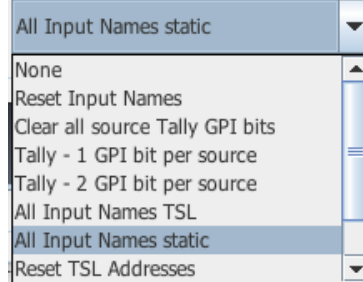 All Input Names static
None
Reset Input Names
Clear all source Tally GPI bits
Tally - 1 GPI bit per source
Tally - 2 GPI bit per source
All Input Names TSL
All Input Names static
Reset TSL Addresses